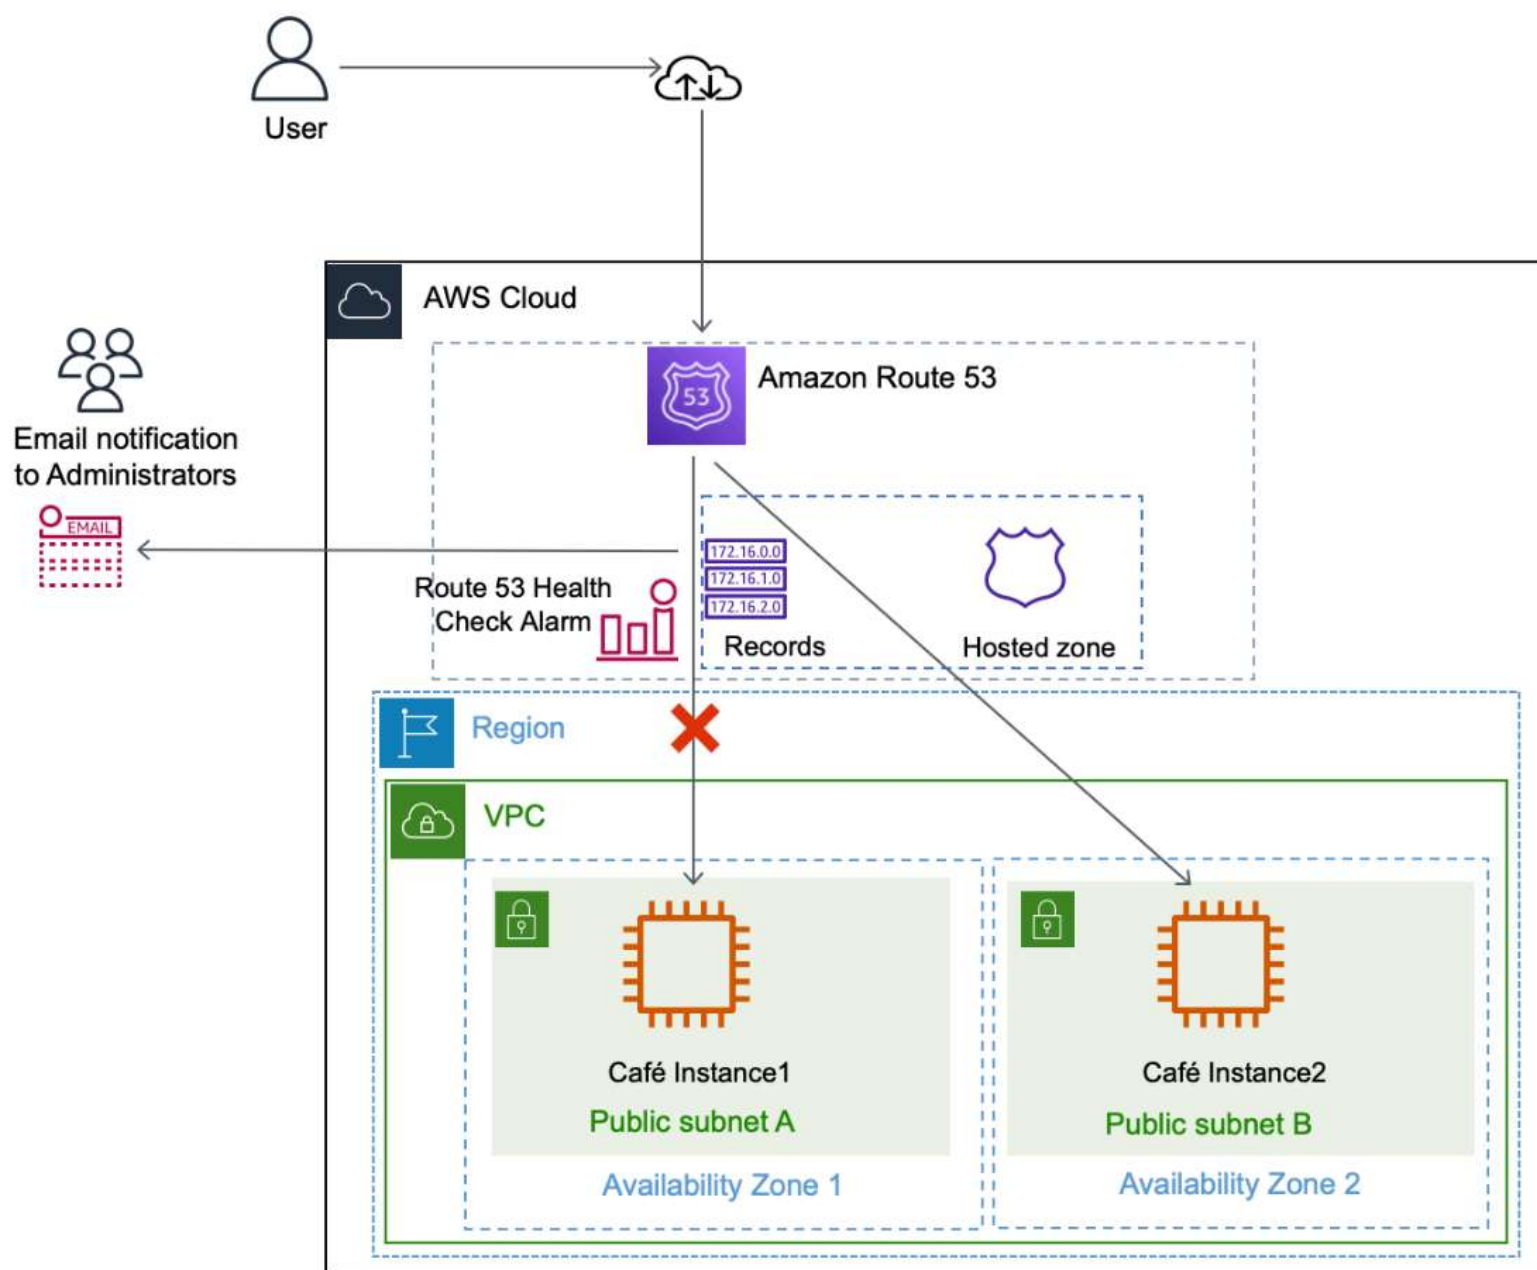 User
AWS Cloud
53
Amazon Route 53
Email notification
to Administrators
EMAIL
Route 53 Health
Check Alarm
172.16.0.0
172.16.1.0
172.16.2.0
Records
Hosted zone
Region
VPC
Café Instance1
Public subnet A
Availability Zone 1
Café Instance2
Public subnet B
Availability Zone 2